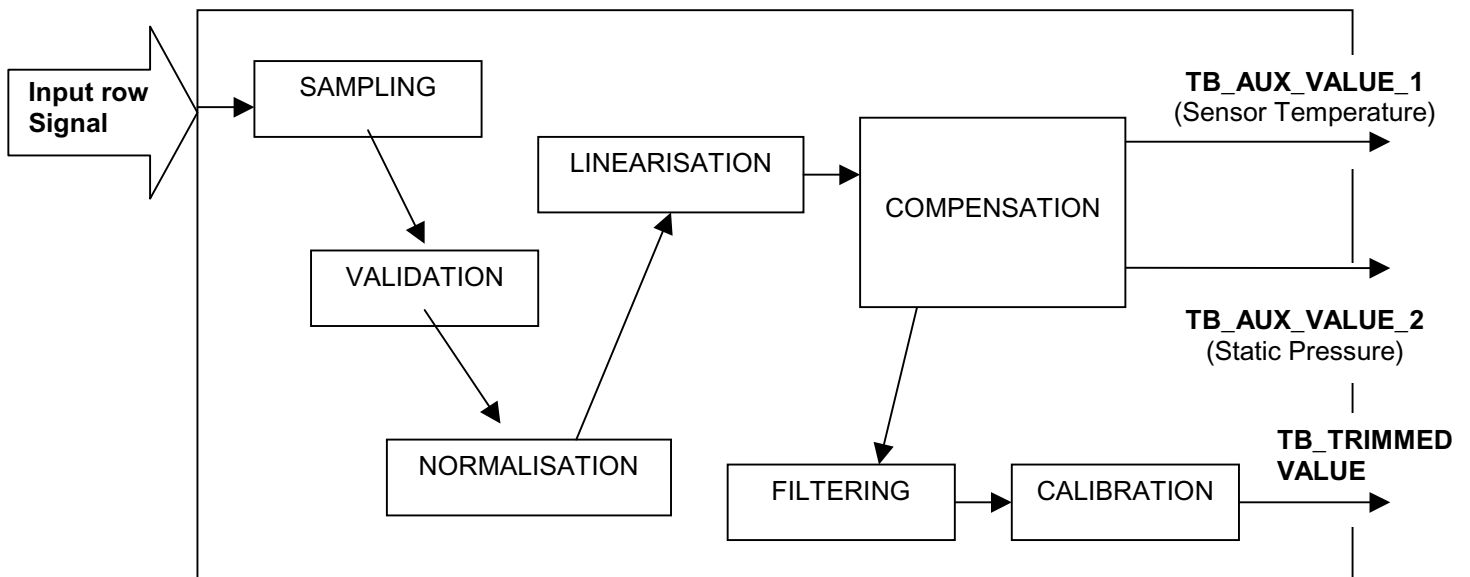 Input row
Signal
SAMPLING
VALIDATION
NORMALISATION
LINEARISATION
COMPENSATION
FILTERING
CALIBRATION
TB_AUX_VALUE_1
(Sensor Temperature)
TB_AUX_VALUE_2
(Static Pressure)
TB_TRIMMED
VALUE